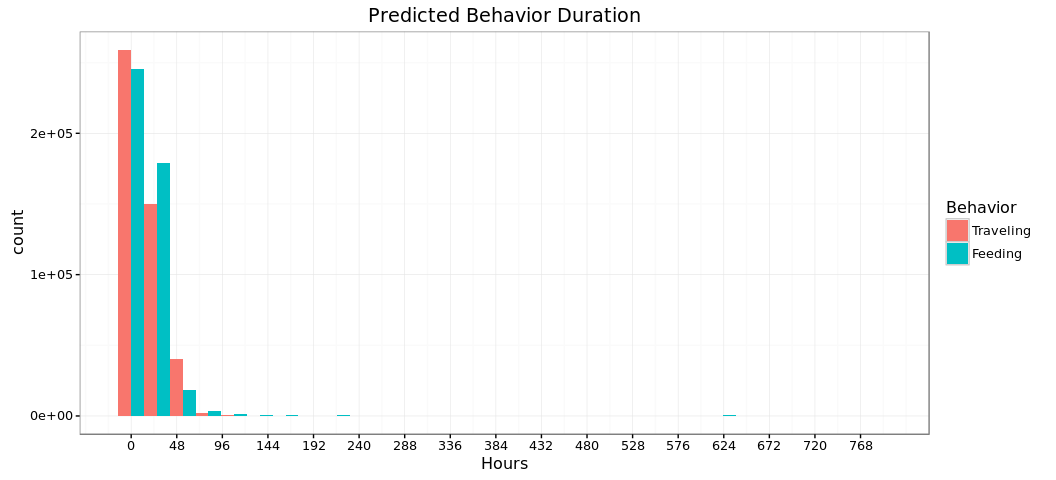 Predicted Behavior Duration
count
2e+05
1e+05
0e+00
0 48 96 144 192 240 288 336 384 432 480 528 576 624 672 720 768
Hours
Behavior
Traveling
Feeding